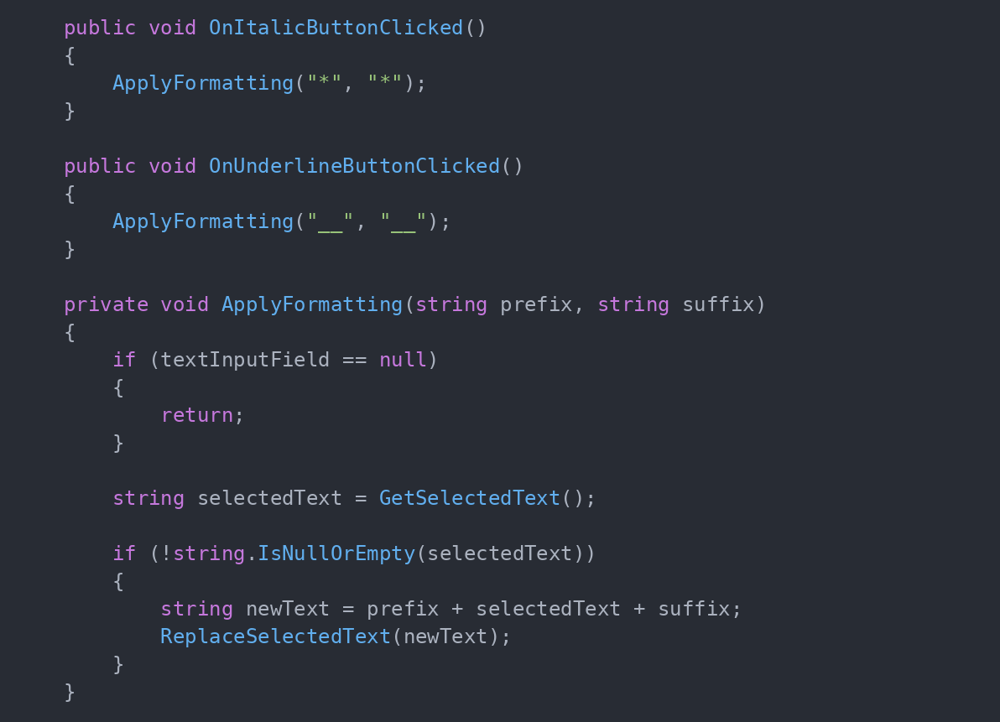 public void OnItalicButtonClicked()
{
    ApplyFormatting("*", "*");
}

public void OnUnderlineButtonClicked()
{
    ApplyFormatting("__", "__");
}

private void ApplyFormatting(string prefix, string suffix)
{
    if (textInputField == null)
    {
        return;
    }

    string selectedText = GetSelectedText();

    if (!string.IsNullOrEmpty(selectedText))
    {
        string newText = prefix + selectedText + suffix;
        ReplaceSelectedText(newText);
    }
}